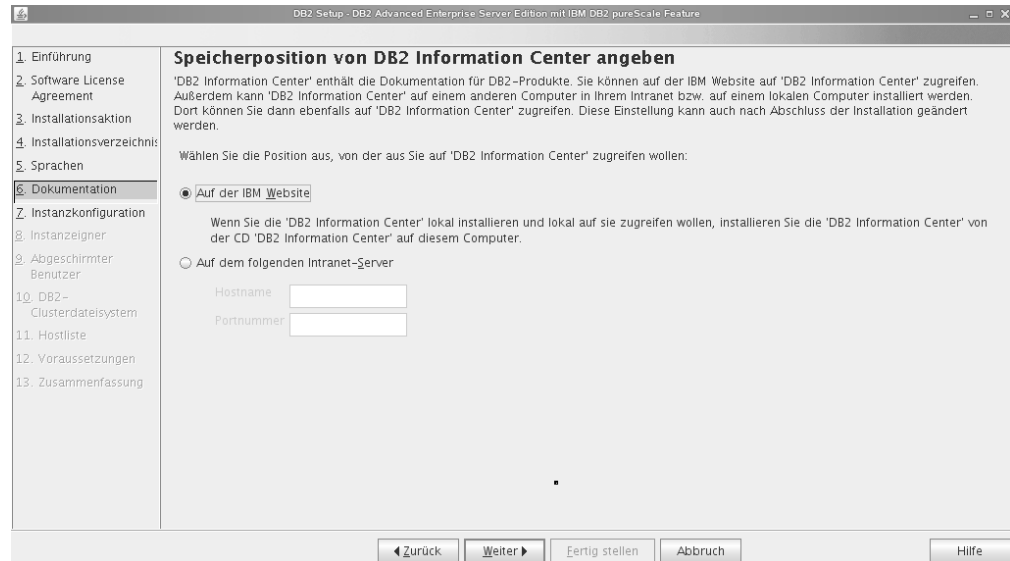 DB2 Setup - DB2 Advanced Enterprise Server Edition mit IBM DB2 pureScale Feature
1. Einführung
2. Software License
Agreement
3. Installationsaktion
4. Installationsverzeichnis
5. Sprachen
6. Dokumentation
7. Instanzkonfiguration
8. Instanzeigner
9. Abgeschirmter
Benutzer
10. DB2-
Clusterdateisystem
11. Hostliste
12. Voraussetzungen
13. Zusammenfassung
Speicherposition von DB2 Information Center angeben
'DB2 Information Center' enthält die Dokumentation für DB2-Produkte. Sie können auf der IBM Website auf 'DB2 Information Center' zugreifen.
Außerdem kann 'DB2 Information Center' auf einem anderen Computer in Ihrem Intranet bzw. auf einem lokalen Computer installiert werden.
Dort können Sie dann ebenfalls auf 'DB2 Information Center' zugreifen. Diese Einstellung kann auch nach Abschluss der Installation geändert
werden.
Wählen Sie die Position aus, von der aus Sie auf 'DB2 Information Center' zugreifen wollen:
Auf der IBM Website
Wenn Sie die 'DB2 Information Center' lokal installieren und lokal auf sie zugreifen wollen, installieren Sie die 'DB2 Information Center' von
der CD 'DB2 Information Center' auf diesem Computer.
Auf dem folgenden Intranet-Server
Hostname
Portnummer
Zurück
Weiter
Fertig stellen
Abbruch
Hilfe